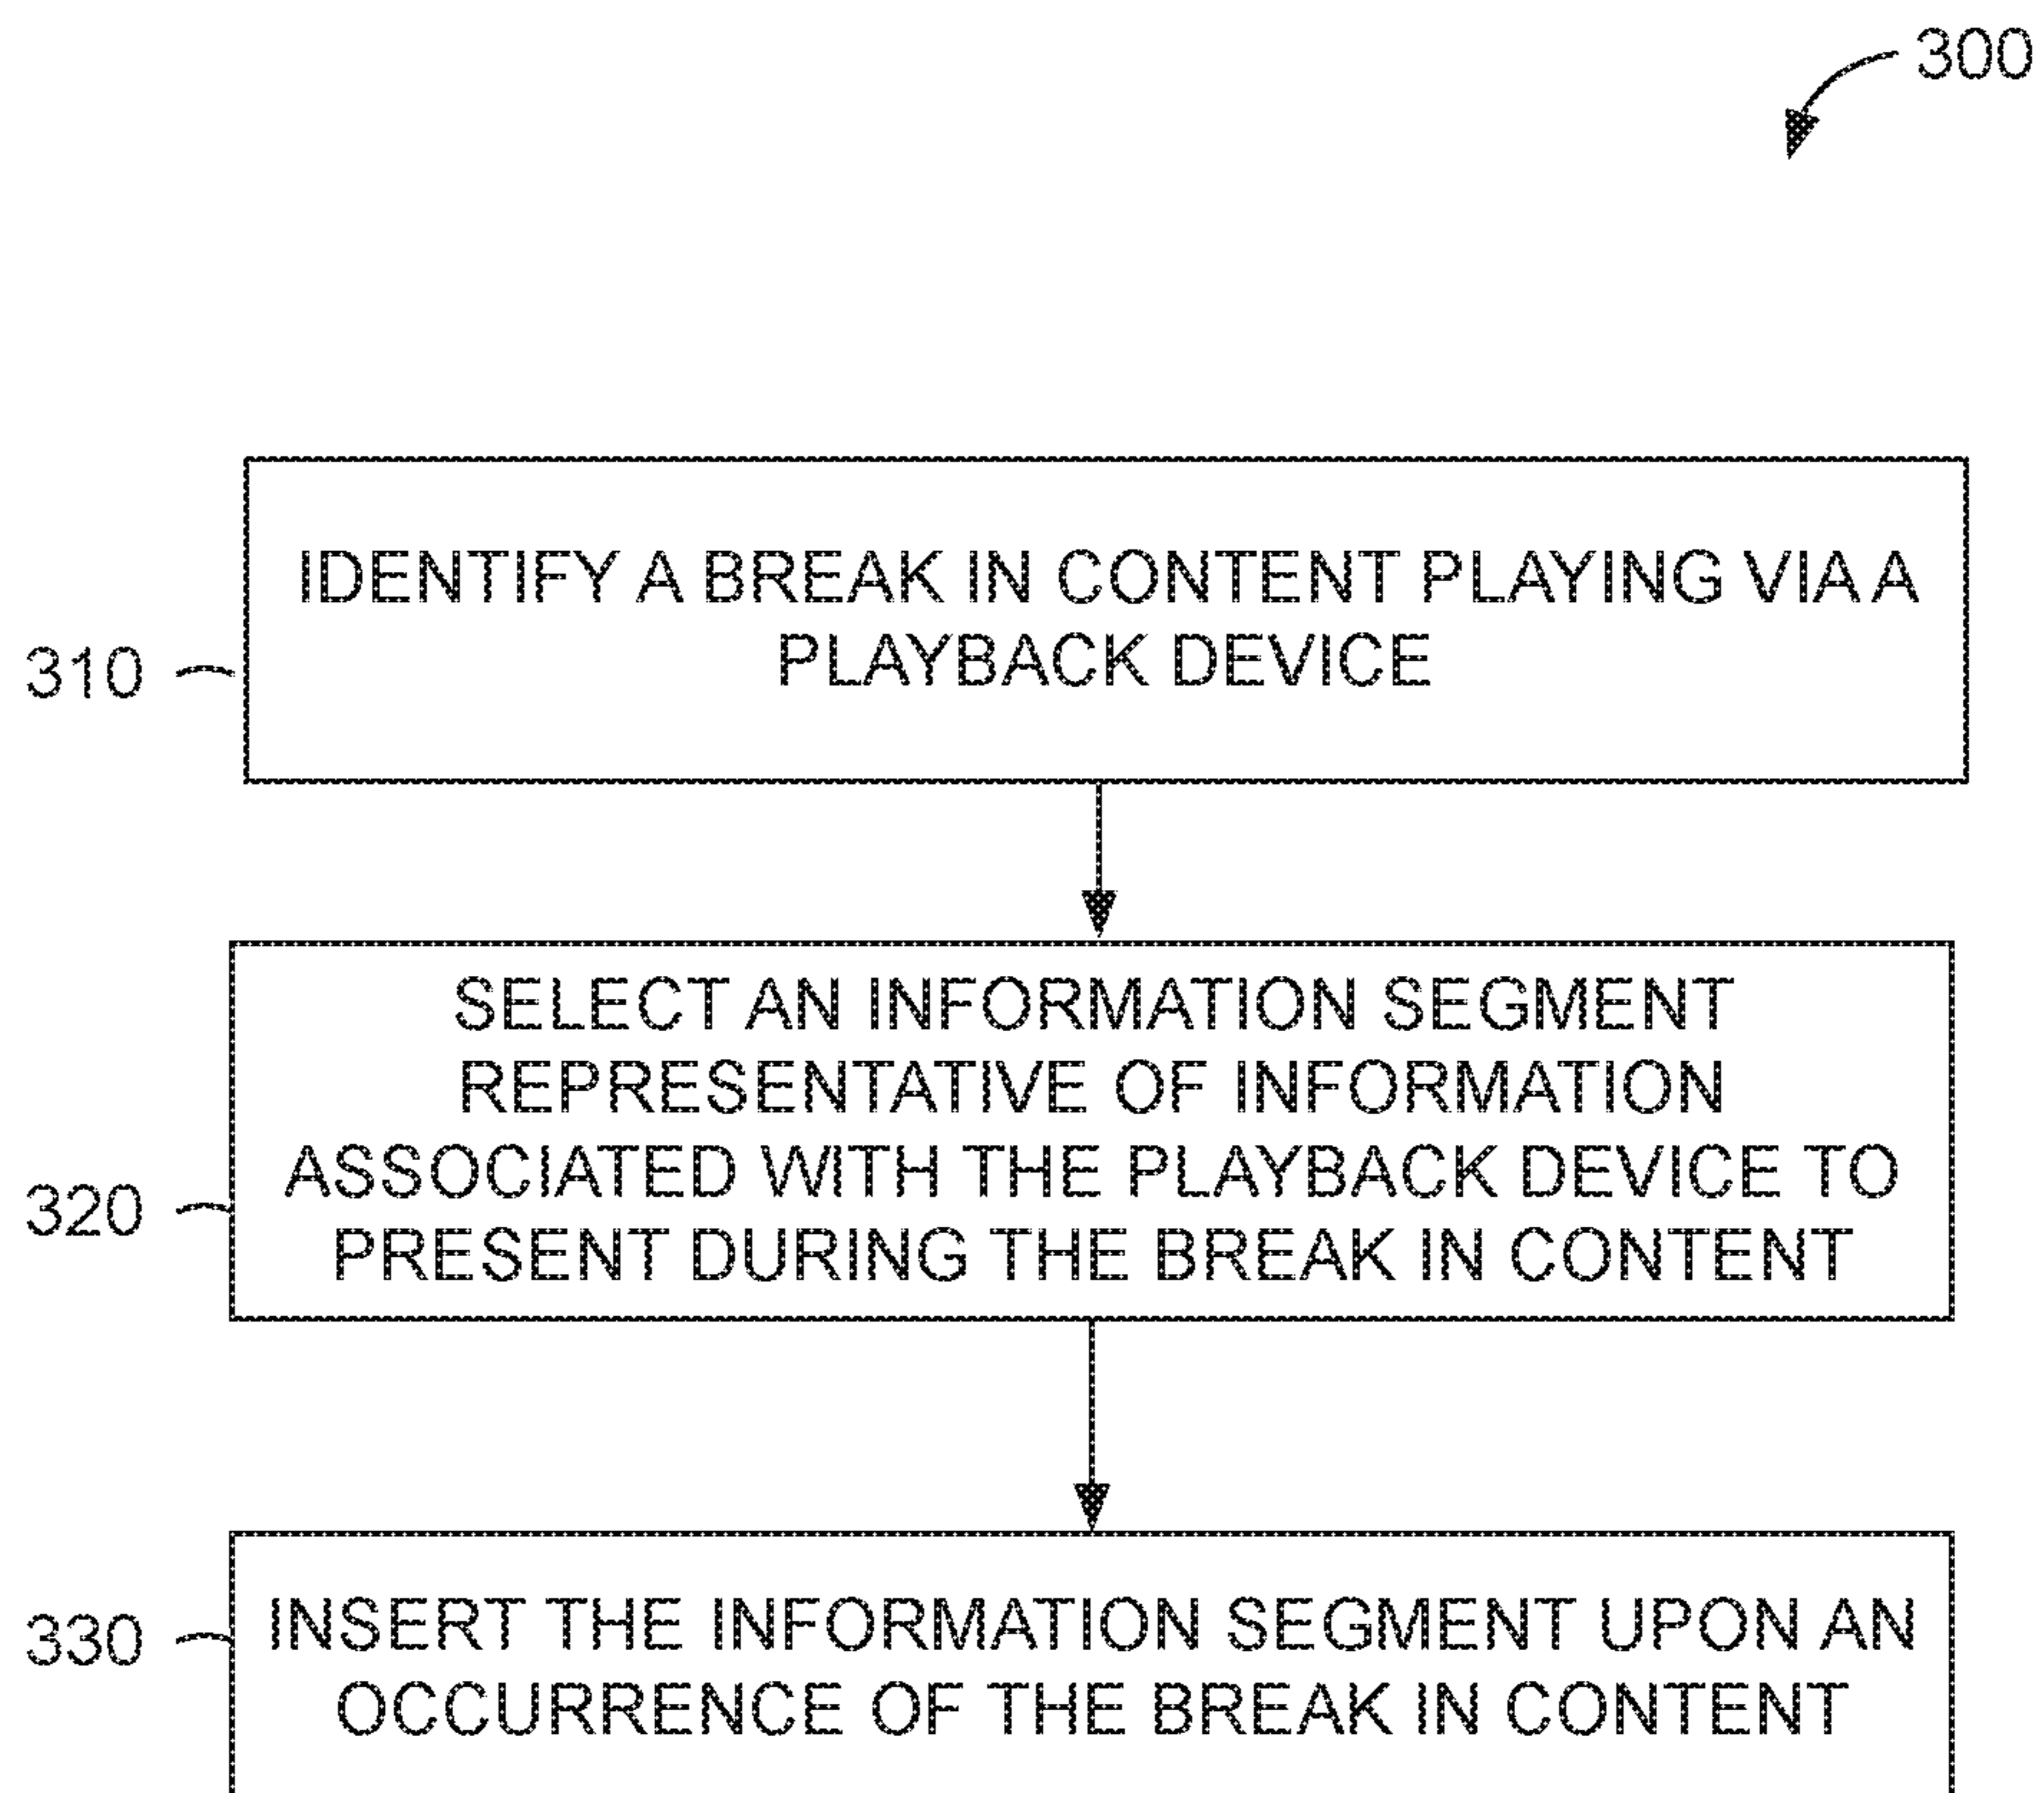 300
IDENTIFY A BREAK IN CONTENT PLAYING VIA A
PLAYBACK DEVICE
310
SELECT AN INFORMATION SEGMENT
REPRESENTATIVE OF INFORMATION
ASSOCIATED WITH THE PLAYBACK DEVICE TO
PRESENT DURING THE BREAK IN CONTENT
320
INSERT THE INFORMATION SEGMENT UPON AN
OCCURRENCE OF THE BREAK IN CONTENT
330